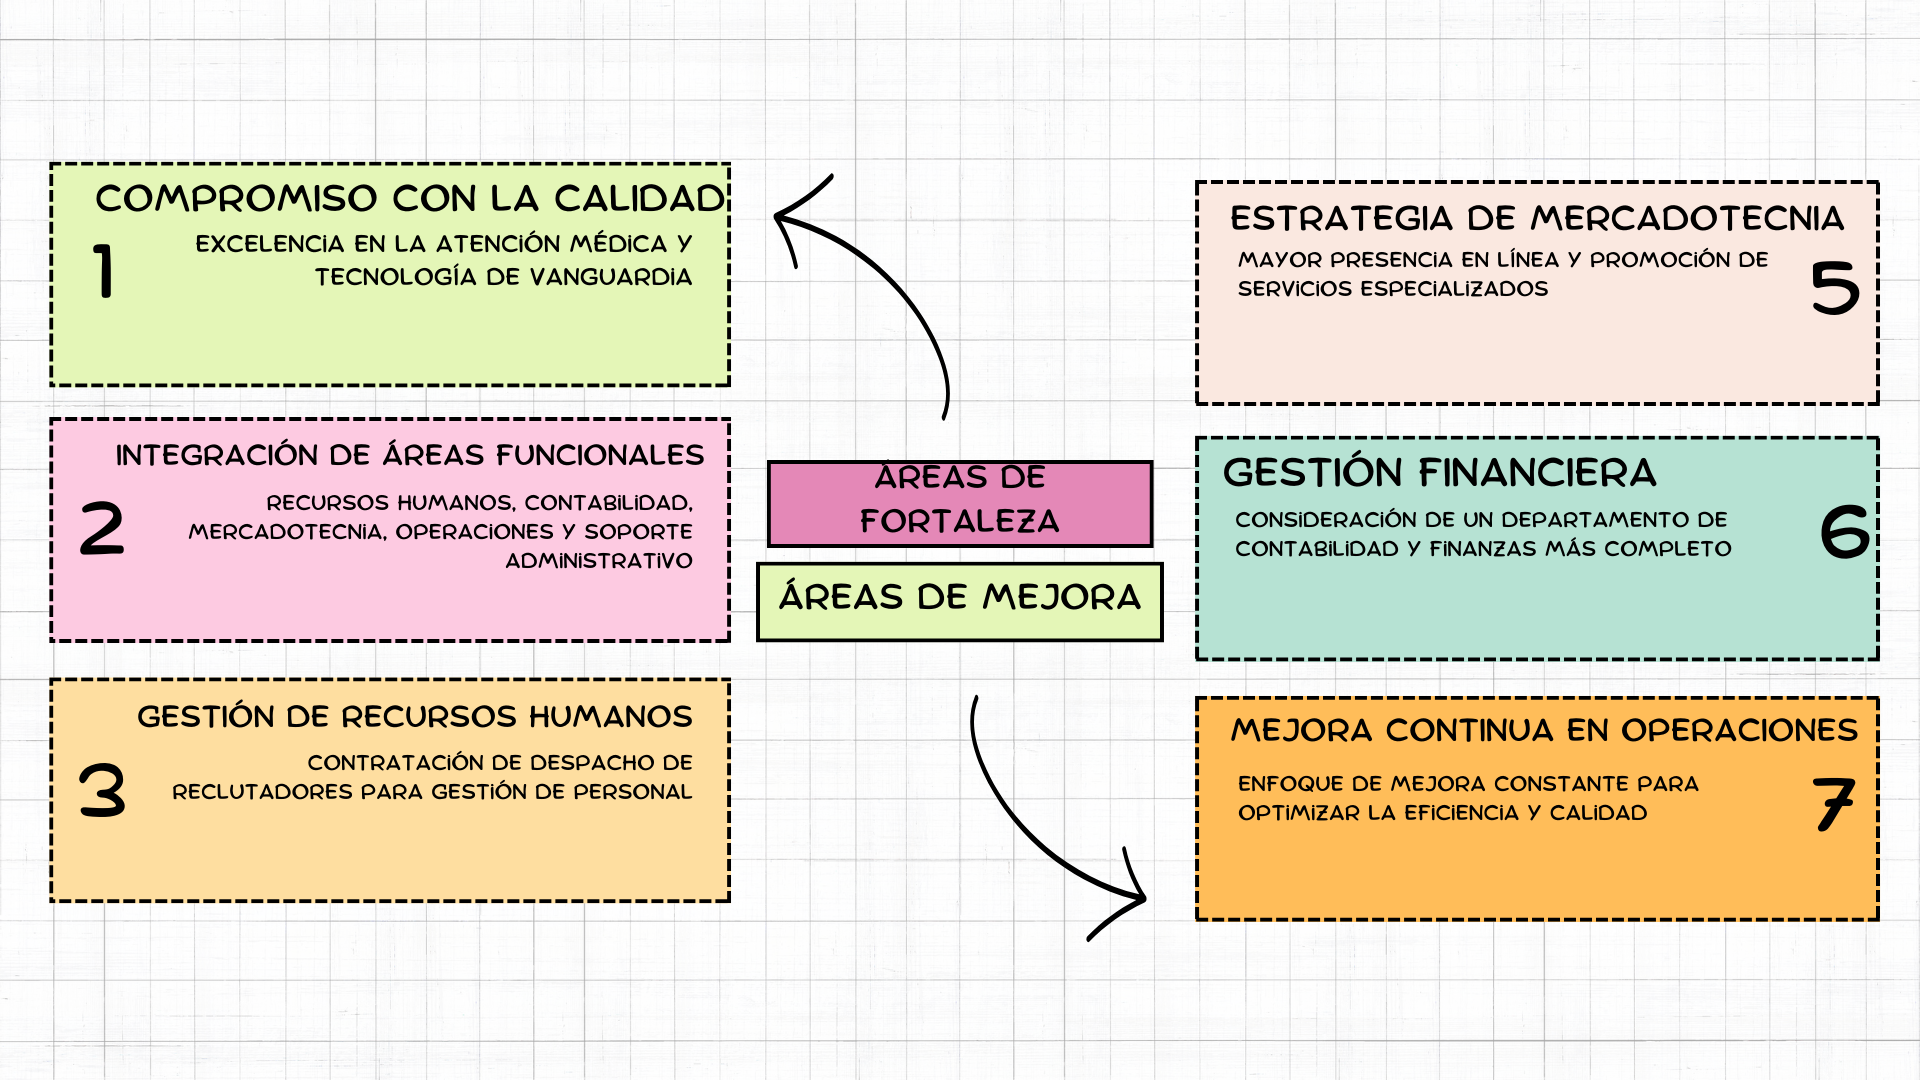 COMPROMISO CON LA CALIDAD
1
EXCELENCIA EN LA ATENCIÓN MÉDICA Y
TECNOLOGÍA DE VANGUARDIA
INTEGRACIÓN DE ÁREAS FUNCIONALES
2
RECURSOS HUMANOS, CONTABILIDAD,
MERCADOTECNIA, OPERACIONES Y SOPORTE
ADMINISTRATIVO
GESTIÓN DE RECURSOS HUMANOS
3
CONTRATACIÓN DE DESPACHO DE
RECLUTADORES PARA GESTIÓN DE PERSONAL
ÁREAS DE
FORTALEZA
ÁREAS DE MEJORA
ESTRATEGIA DE MERCADOTECNIA
MAYOR PRESENCIA EN LÍNEA Y PROMOCIÓN DE
SERVICIOS ESPECIALIZADOS
5
GESTIÓN FINANCIERA
CONSIDERACIÓN DE UN DEPARTAMENTO DE
CONTABILIDAD Y FINANZAS MÁS COMPLETO
6
MEJORA CONTINUA EN OPERACIONES
ENFOQUE DE MEJORA CONSTANTE PARA
OPTIMIZAR LA EFICIENCIA Y CALIDAD
7